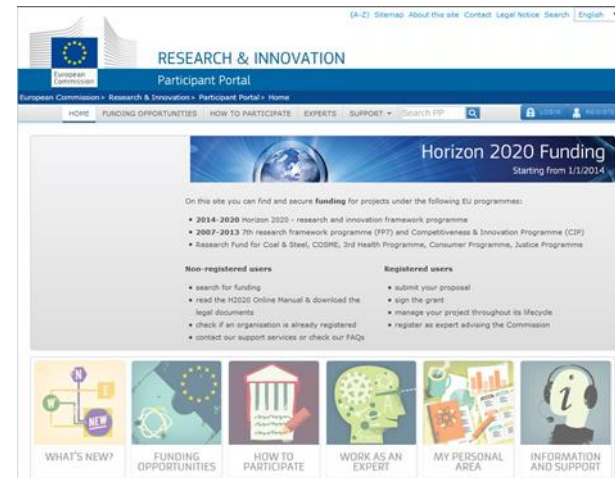 (A-Z) Sitemap About this site Contact Legal Notice Search English
RESEARCH & INNOVATION
European
Commission
Participant Portal
European Commission > Research & Innovation > Participant Portal > Home
HOME FUNDING OPPORTUNITIES HOW TO PARTICIPATE EXPERTS SUPPORT Search PP LOGIN REGISTE
Horizon 2020 Funding
Starting from 1/1/2014
On this site you can find and secure funding for projects under the following EU programmes:
• 2014-2020 Horizon 2020 - research and innovation framework programme
• 2007-2013 7th research framework programme (FP7) and Competitiveness & Innovation Programme (CIP)
• Research Fund for Coal & Steel, COSME, 3rd Health Programme, Consumer Programme, Justice Programme
Non-registered users
• search for funding
• read the H2020 Online Manual & download the
legal documents
• check if an organisation is already registered
• contact our support services or check our FAQs
Registered users
• submit your proposal
• sign the grant
• manage your project throughout its lifecycle
• register as expert advising the Commission
N
W
E
NEW
i
WHAT'S NEW?
FUNDING
OPPORTUNITIES
HOW TO
PARTICIPATE
WORK AS AN
EXPERT
MY PERSONAL
AREA
INFORMATION
AND SUPPORT